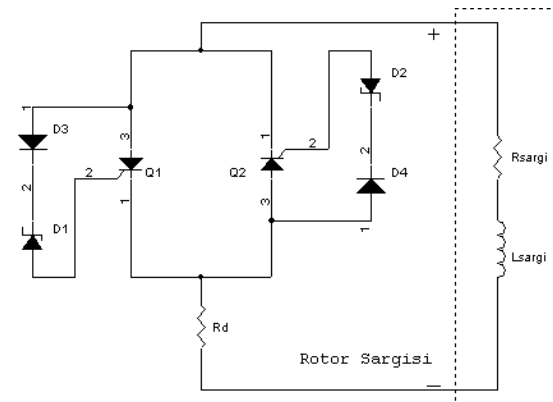 +
D2
1
D3
3
1
2
2
Q1
Q2
2
D4
Rsargi
2
D1
1
3
1
Lsargi
Rd
Rotor Sargisi
—